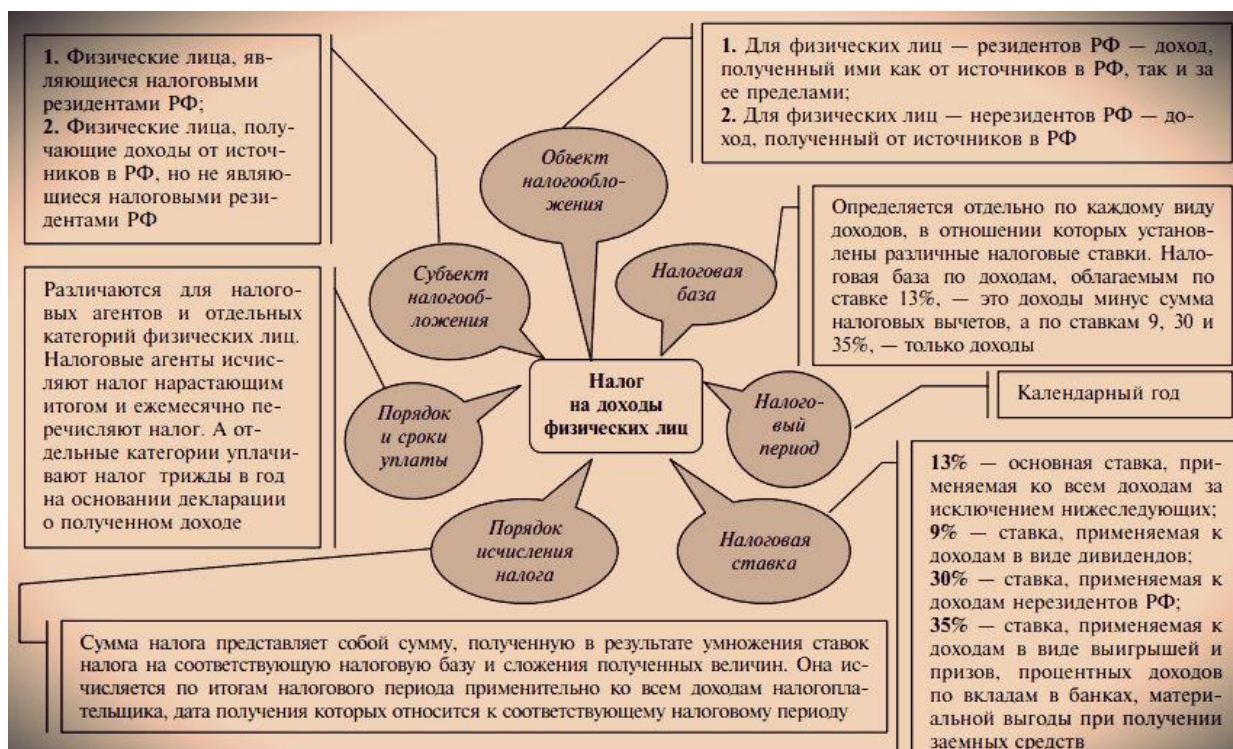 1. Физические лица, яв-
ляющиеся налоговыми
резидентами РФ;
2. Физические лица, полу-
чающие доходы от источ-
ников в РФ, но не явля-
ющиеся налоговыми рези-
дентами РФ
1. Для физических лиц — резидентов РФ — доход,
полученный ими как от источников в РФ, так и за
ее пределами;
2. Для физических лиц — нерезидентов РФ — до-
ход, полученный от источников в РФ
Объект
налогообло-
жения
Определяется отдельно по каждому виду
доходов, в отношении которых установ-
лены различные налоговые ставки. Нало-
говая база по доходам, облагаемым по
ставке 13%, — это доходы минус сумма
налоговых вычетов, а по ставкам 9, 30 и
35%, — только доходы
Субъект
налогооб-
ложения
Налоговая
база
Различаются для налого-
вых агентов и отдельных
категорий физических лиц.
Налоговые агенты исчис-
ляют налог нарастающим
итогом и ежемесячно пе-
речисляют налог. А от-
дельные категории уплачи-
вают налог трижды в год
на основании декларации
о полученном доходе
Налог
на доходы
физических лиц
Календарный год
Порядок
и сроки
уплаты
Налого-
вый
период
13% — основная ставка, при-
меняемая ко всем доходам за
исключением нижеследующих;
9% — ставка, применяемая к
доходам в виде дивидендов;
30% — ставка, применяемая к
доходам нерезидентов РФ;
35% — ставка, применяемая к
доходам в виде выигрышей и
призов, процентных доходов
по вкладам в банках, матери-
альной выгоды при получении
заемных средств
Порядок
исчисления
налога
Налоговая
ставка
Сумма налога представляет собой сумму, полученную в результате умножения ставок
налога на соответствующую налоговую базу и сложения полученных величин. Она ис-
числяется по итогам налогового периода применительно ко всем доходам налогопла-
тельщика, дата получения которых относится к соответствующему налоговому периоду